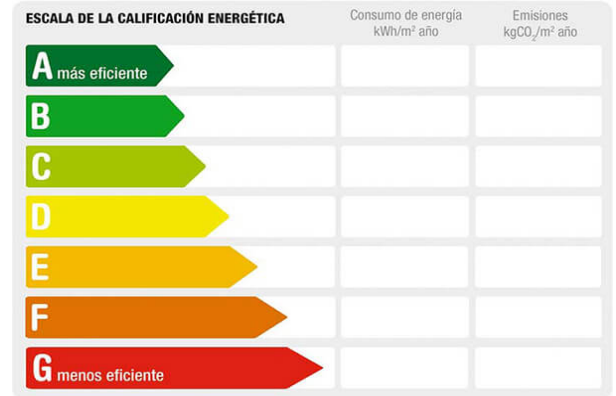 ESCALA DE LA CALIFICACIÓN ENERGÉTICA
Consumo de energía
kWh/m² año
Emisiones
kgCO₂/m² año
A más eficiente
B
C
D
E
F
G menos eficiente